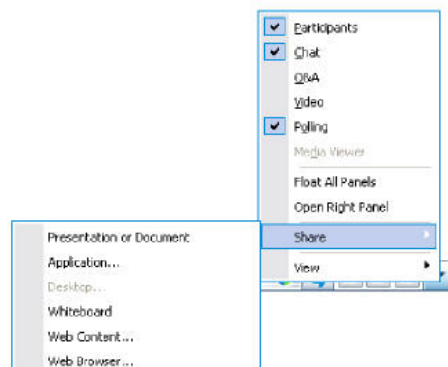 Participants
Chat
Q&A
Video
Polling
Media Viewer
Float All Panels
Open Right Panel
Share
View
Presentation or Document
Application...
Desktop...
Whiteboard
Web Content...
Web Browser...